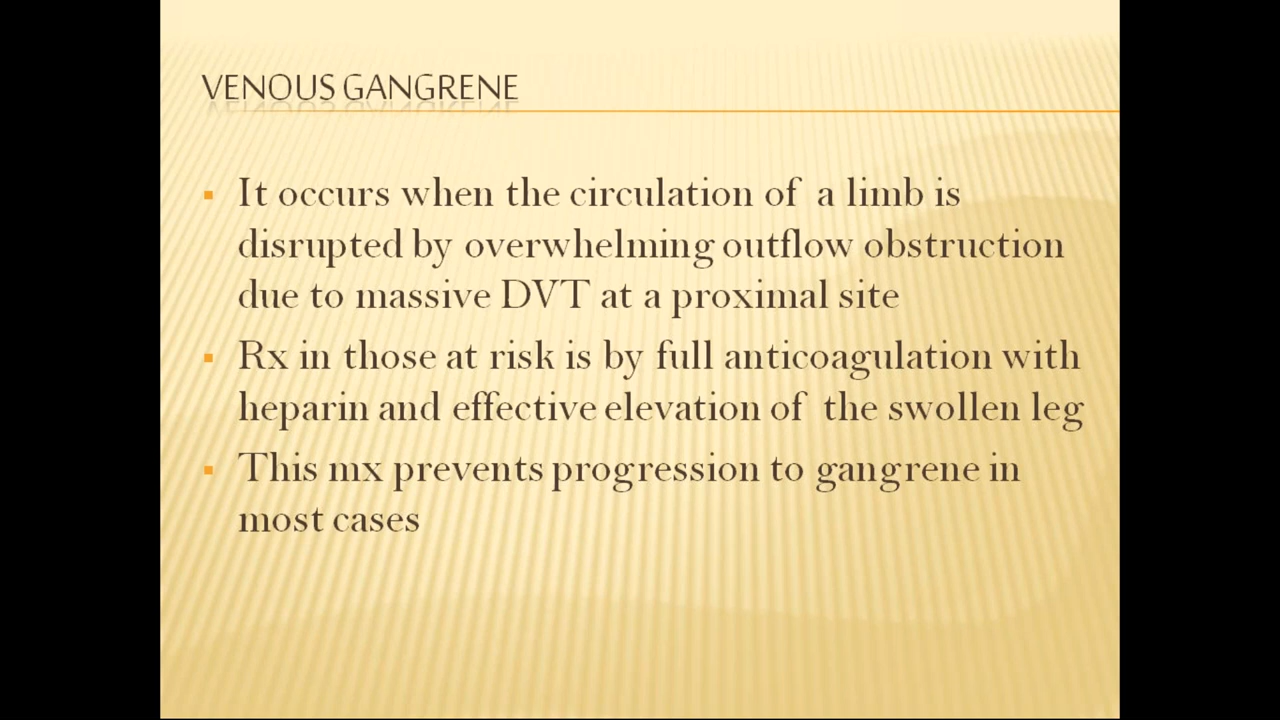 VENOUS GANGRENE
It occurs when the circulation of a limb is
disrupted by overwhelming outflow obstruction
due to massive DVT at a proximal site
Rx in those at risk is by full anticoagulation with
heparin and effective elevation of the swollen leg
This mx prevents progression to gangrene in
most cases